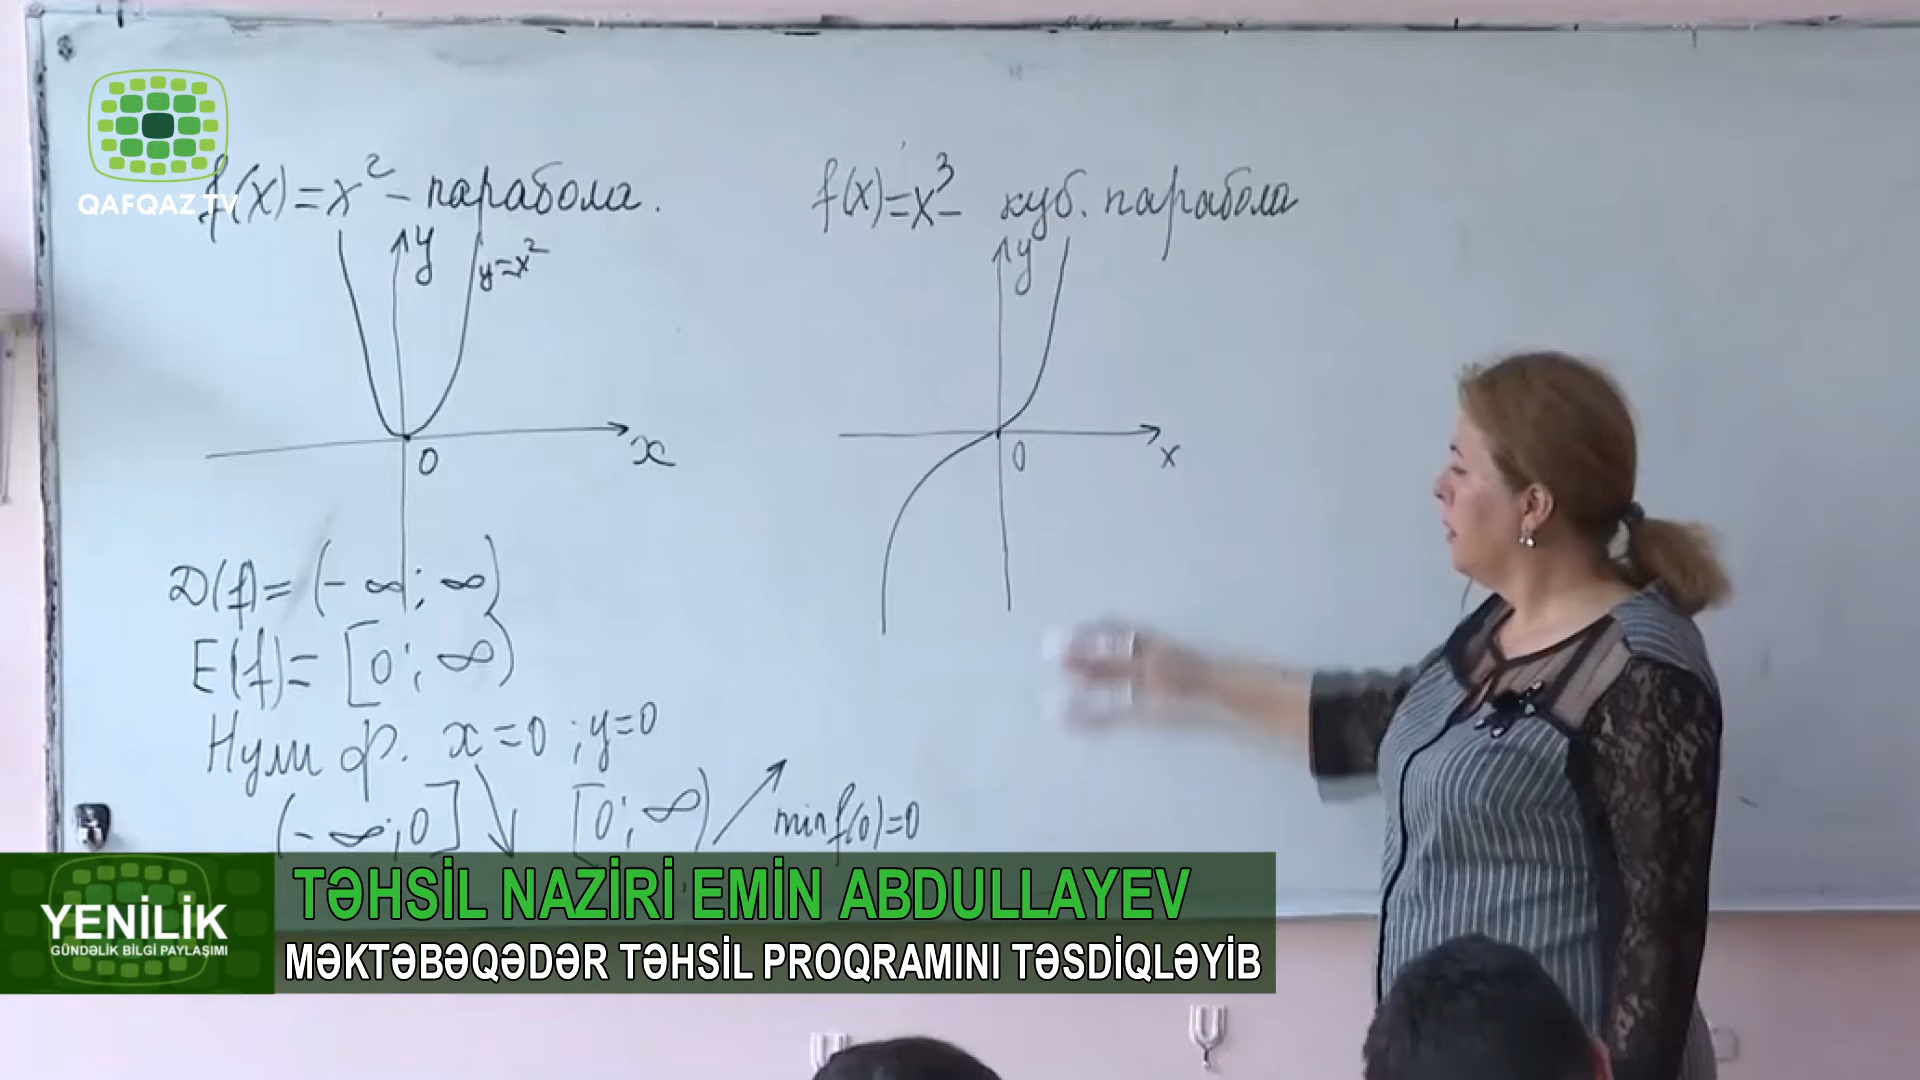 QAFQAZ TV
f(x)=x² – парабола.
y
y=x²
0
x
D(f)= (-∞; ∞)
E(f)= [0; ∞)
Нули ф. x=0 ; y=0
(-∞; 0] ↘ [0; ∞) ↗ min f(0)=0
f(x)=x³– куб. парабола
y
0
x
YENİLİK
GÜNDƏLİK BİLGİ PAYLAŞIMI
TƏHSİL NAZİRİ EMİN ABDULLAYEV
MƏKTƏBƏQƏDƏR TƏHSİL PROQRAMINI TƏSDİQLƏYİB